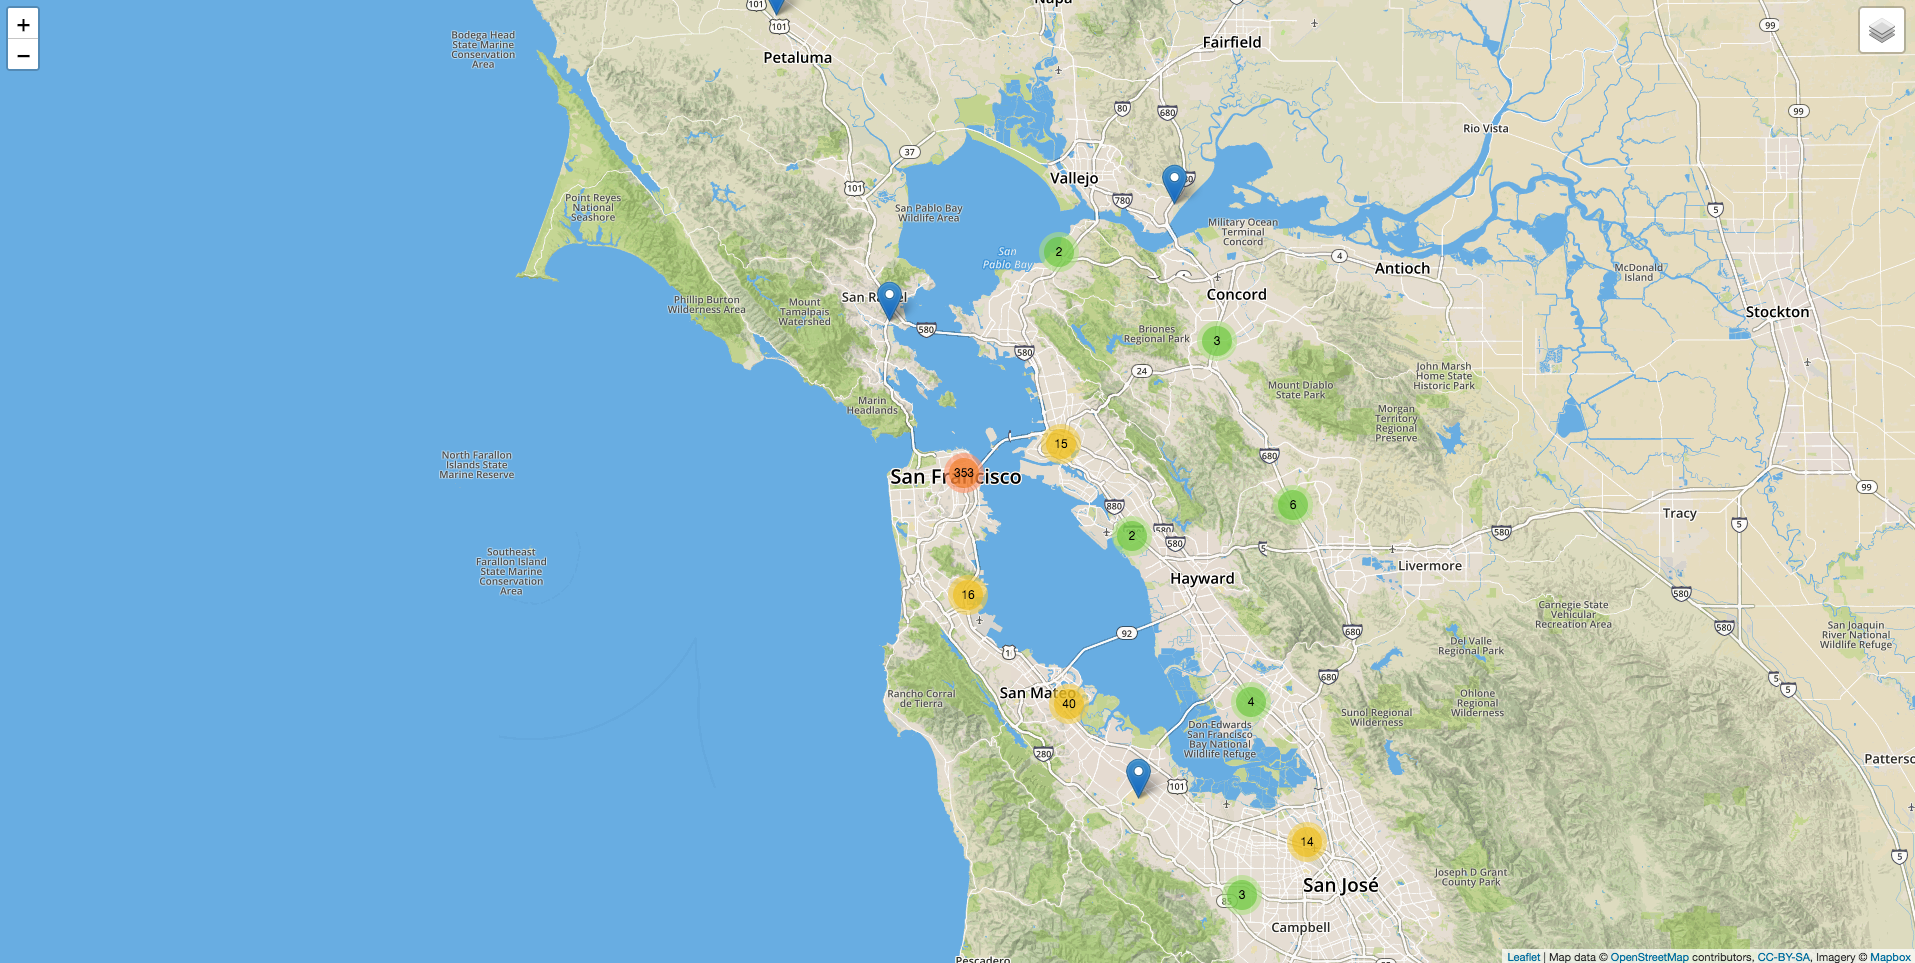 +
−
Bodega Head
State Marine
Conservation
Area
101
101
Petaluma
Napa
Fairfield
99
80
680
99
Rio Vista
37
101
Vallejo
780
Point Reyes
National
Seashore
San Pablo Bay
Wildlife Area
5
Military Ocean
Terminal
Concord
2
San
Pablo Bay
4
Antioch
McDonald
Island
Concord
Phillip Burton
Wilderness Area
Mount
Tamalpais
Watershed
580
Stockton
Briones
Regional Park
3
580
24
John Marsh
Home State
Historic Park
Mount Diablo
State Park
Marin
Headlands
Morgan
Territory
Regional
Preserve
15
680
North Farallon
Islands State
Marine Reserve
353
San Francisco
99
880
6
Tracy
5
580
2
580
580
5
Southeast
Farallon Island
State Marine
Conservation
Area
Livermore
Hayward
16
580
Carnegie State
Vehicular
Recreation Area
92
680
580
San Joaquin
River National
Wildlife Refuge
Del Valle
Regional Park
1
680
5
5
San Mateo
40
Rancho Corral
de Tierra
4
Ohlone
Regional
Wilderness
Sunol Regional
Wilderness
Don Edwards
San Francisco
Bay National
Wildlife Refuge
280
101
14
5
Joseph D Grant
County Park
San José
3
85
Campbell
Pescadero
Leaflet | Map data © OpenStreetMap contributors, CC-BY-SA, Imagery © Mapbox